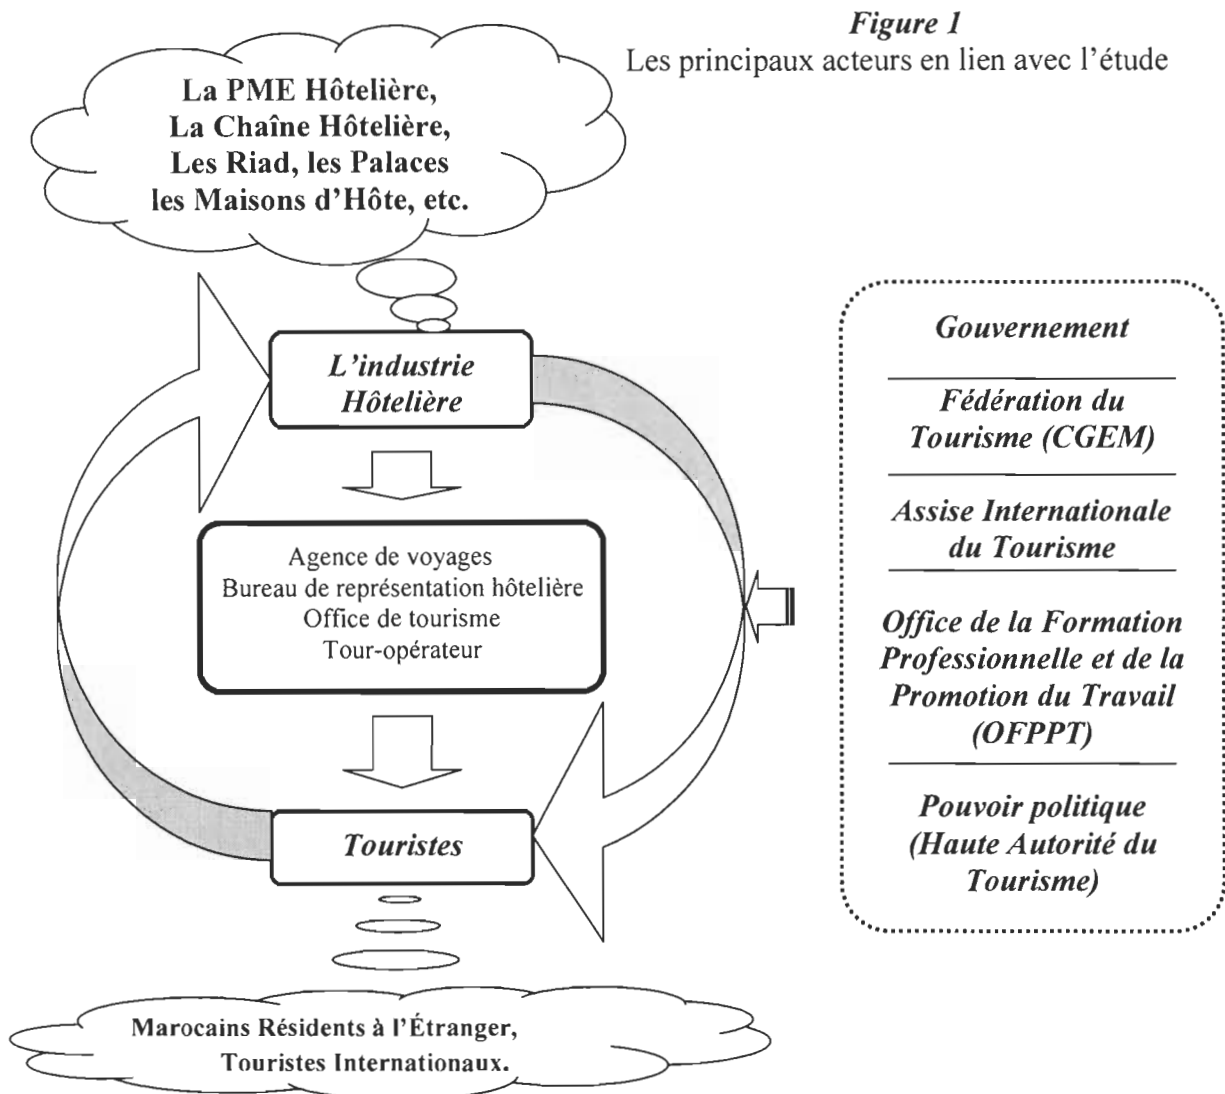 Figure 1
Les principaux acteurs en lien avec l'étude
La PME Hôtelière,
La Chaîne Hôtelière,
Les Riad, les Palaces
les Maisons d'Hôte, etc.
L'industrie
Hôtelière
Agence de voyages
Bureau de représentation hôtelière
Office de tourisme
Tour-opérateur
Touristes
Marocains Résidents à l'Étranger,
Touristes Internationaux.
Gouvernement
Fédération du
Tourisme (CGEM)
Assise Internationale
du Tourisme
Office de la Formation
Professionnelle et de la
Promotion du Travail
(OFPPT)
Pouvoir politique
(Haute Autorité du
Tourisme)